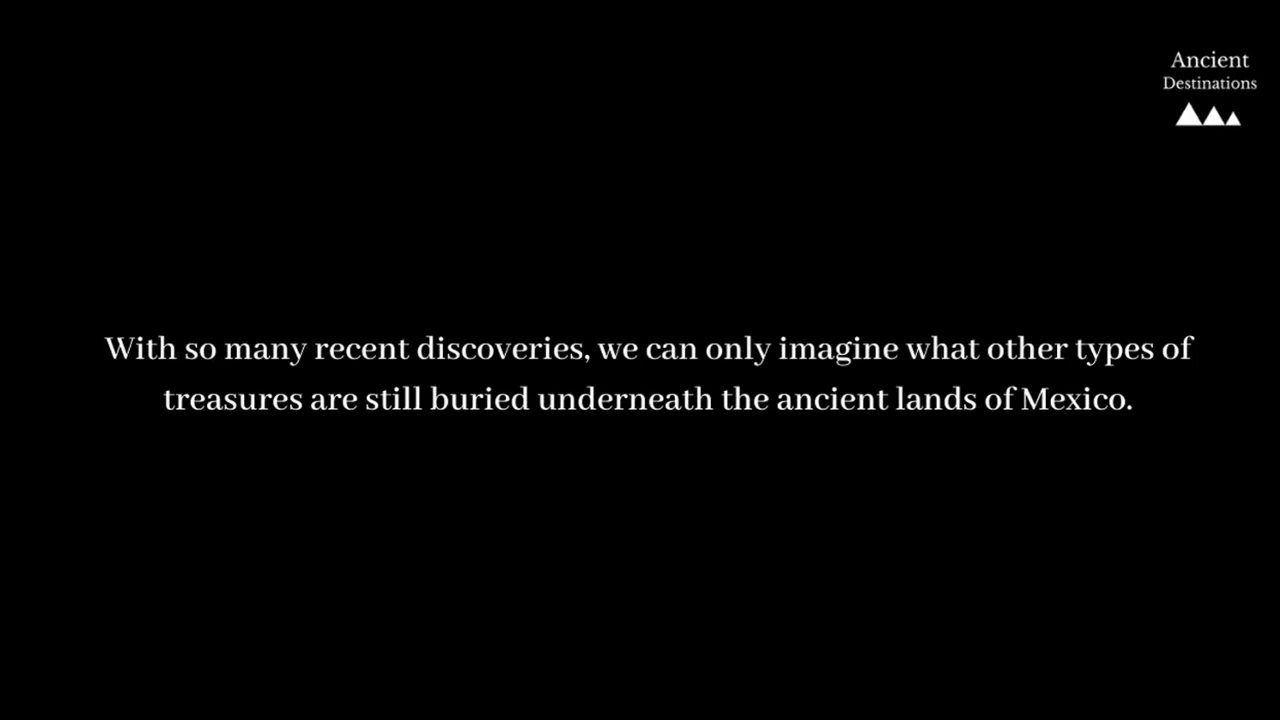 Ancient
Destinations
With so many recent discoveries, we can only imagine what other types of
treasures are still buried underneath the ancient lands of Mexico.